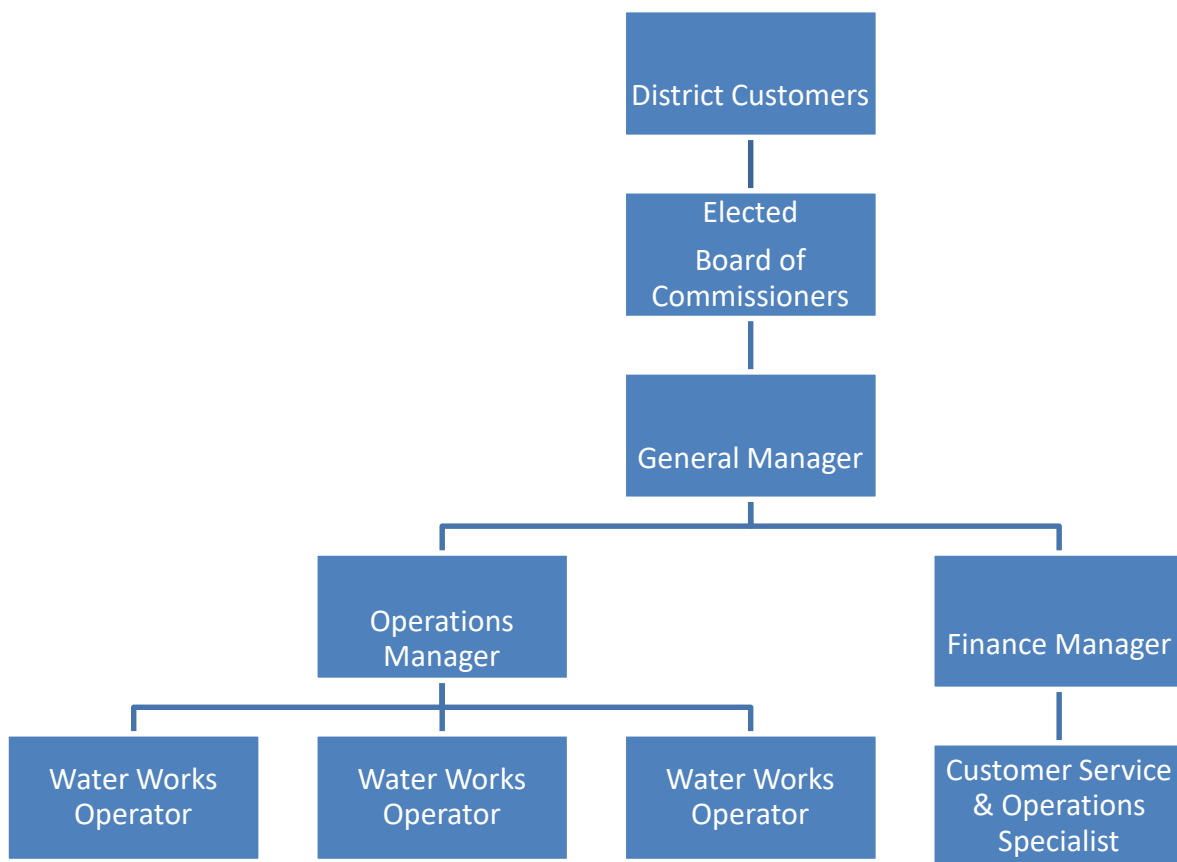 District Customers
Elected
Board of
Commissioners
General Manager
Operations
Manager
Finance Manager
Water Works
Operator
Water Works
Operator
Water Works
Operator
Customer Service
& Operations
Specialist